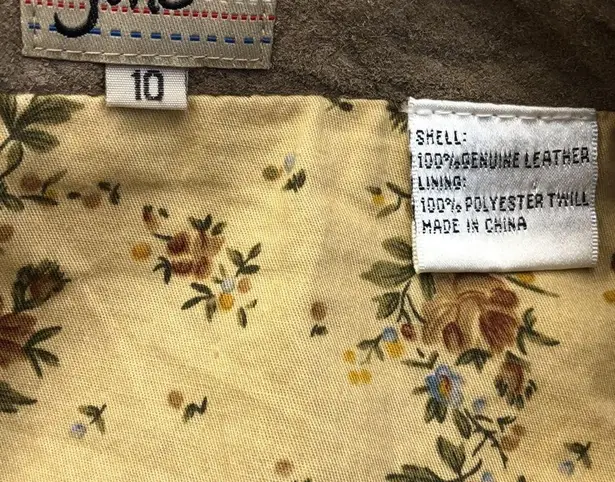 10
SHELL:
100% GENUINE LEATHER
LINING:
100% POLYESTER TWILL
MADE IN CHINA